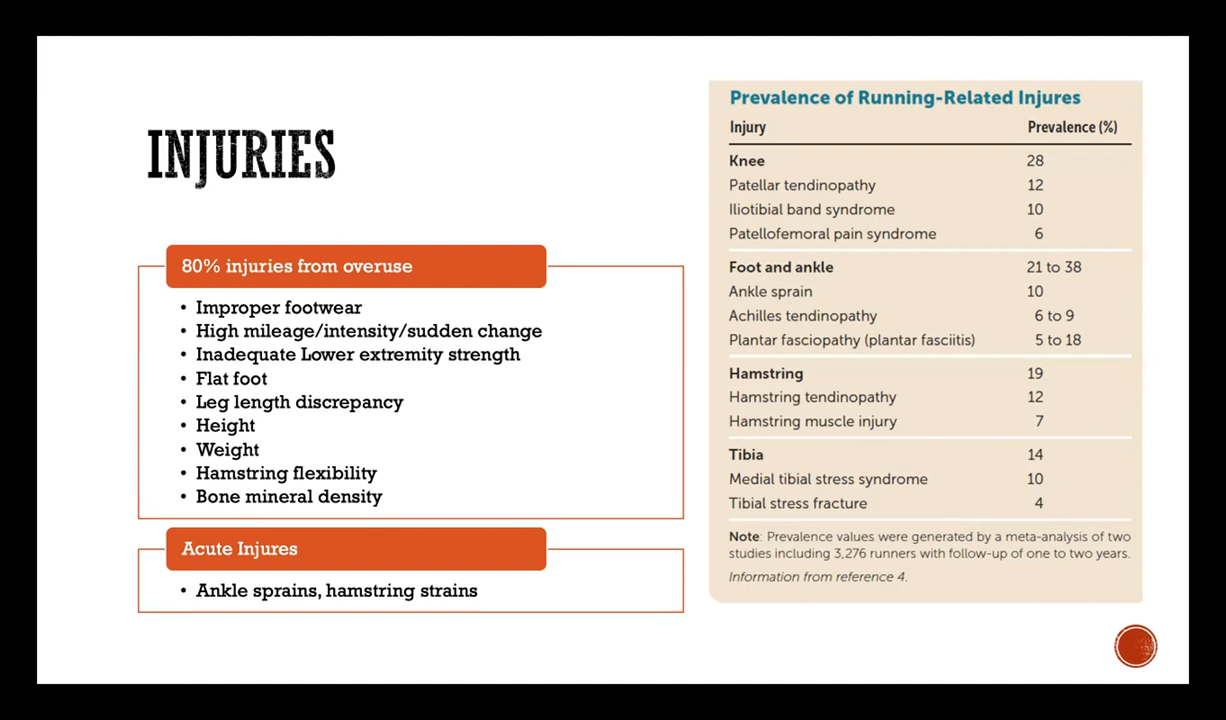 INJURIES
80% injuries from overuse
• Improper footwear
• High mileage/intensity/sudden change
• Inadequate Lower extremity strength
• Flat foot
• Leg length discrepancy
• Height
• Weight
• Hamstring flexibility
• Bone mineral density
Acute Injures
• Ankle sprains, hamstring strains
Prevalence of Running-Related Injures
Injury Prevalence (%)
Knee 28
Patellar tendinopathy 12
Iliotibial band syndrome 10
Patellofemoral pain syndrome 6
Foot and ankle 21 to 38
Ankle sprain 10
Achilles tendinopathy 6 to 9
Plantar fasciopathy (plantar fasciitis) 5 to 18
Hamstring 19
Hamstring tendinopathy 12
Hamstring muscle injury 7
Tibia 14
Medial tibial stress syndrome 10
Tibial stress fracture 4
Note: Prevalence values were generated by a meta-analysis of two
studies including 3,276 runners with follow-up of one to two years.
Information from reference 4.